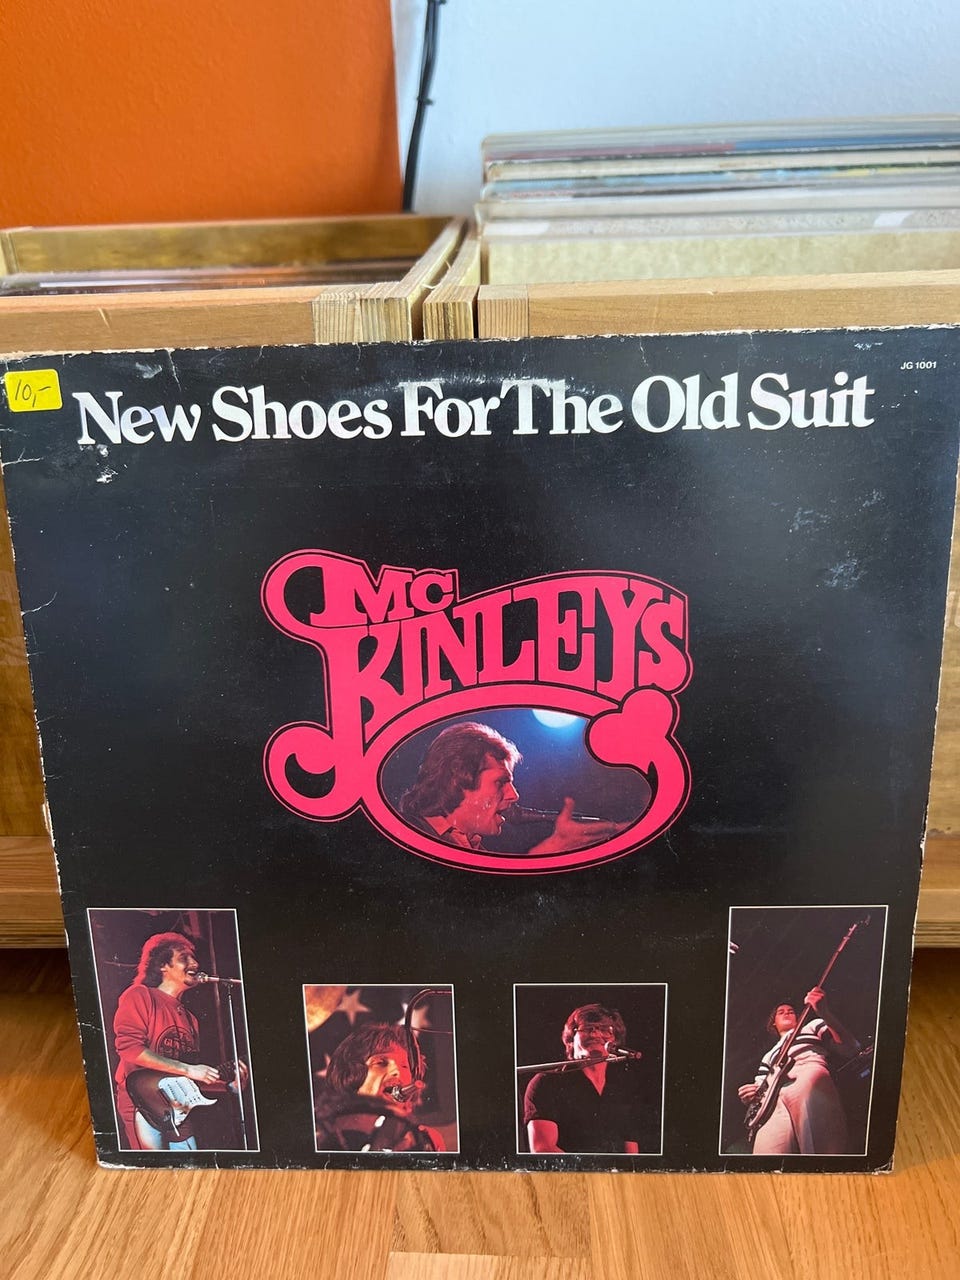 JG 1001
10,-
New Shoes For The Old Suit
MC
KINLEYS